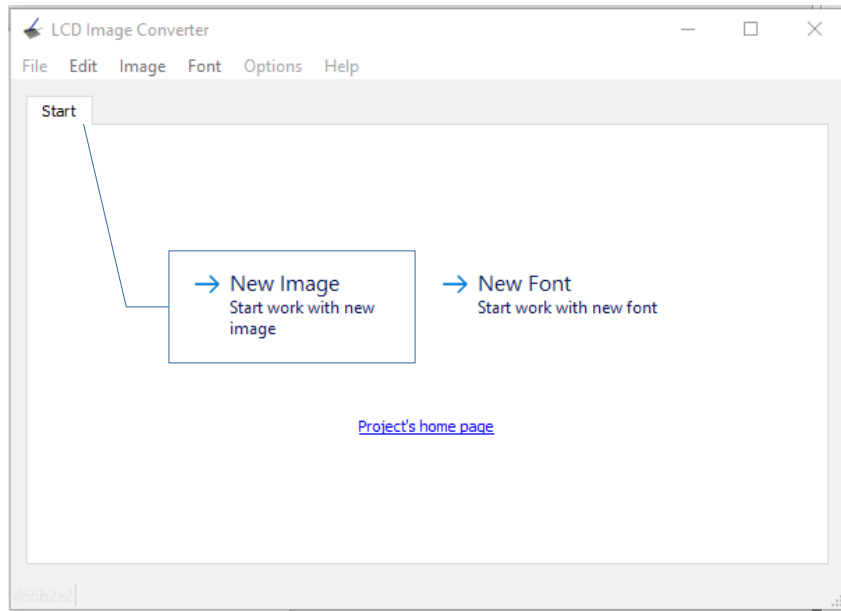 LCD Image Converter
File Edit Image Font Options Help
Start
New Image
Start work with new
image
New Font
Start work with new font
Project's home page
466b2e2